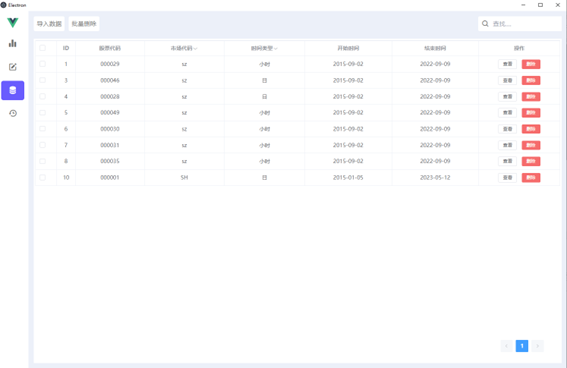 Electron
导入数据 批量删除 查找...
ID 股票代码 市场代码 时间类型 开始时间 结束时间 操作
1 000029 sz 小时 2015-09-02 2022-09-09 查看 删除
3 000046 sz 日 2015-09-02 2022-09-09 查看 删除
4 000028 sz 日 2015-09-02 2022-09-09 查看 删除
5 000049 sz 小时 2015-09-02 2022-09-09 查看 删除
6 000030 sz 小时 2015-09-02 2022-09-09 查看 删除
7 000031 sz 小时 2015-09-02 2022-09-09 查看 删除
8 000035 sz 小时 2015-09-02 2022-09-09 查看 删除
10 000001 SH 日 2015-01-05 2023-05-12 查看 删除
1